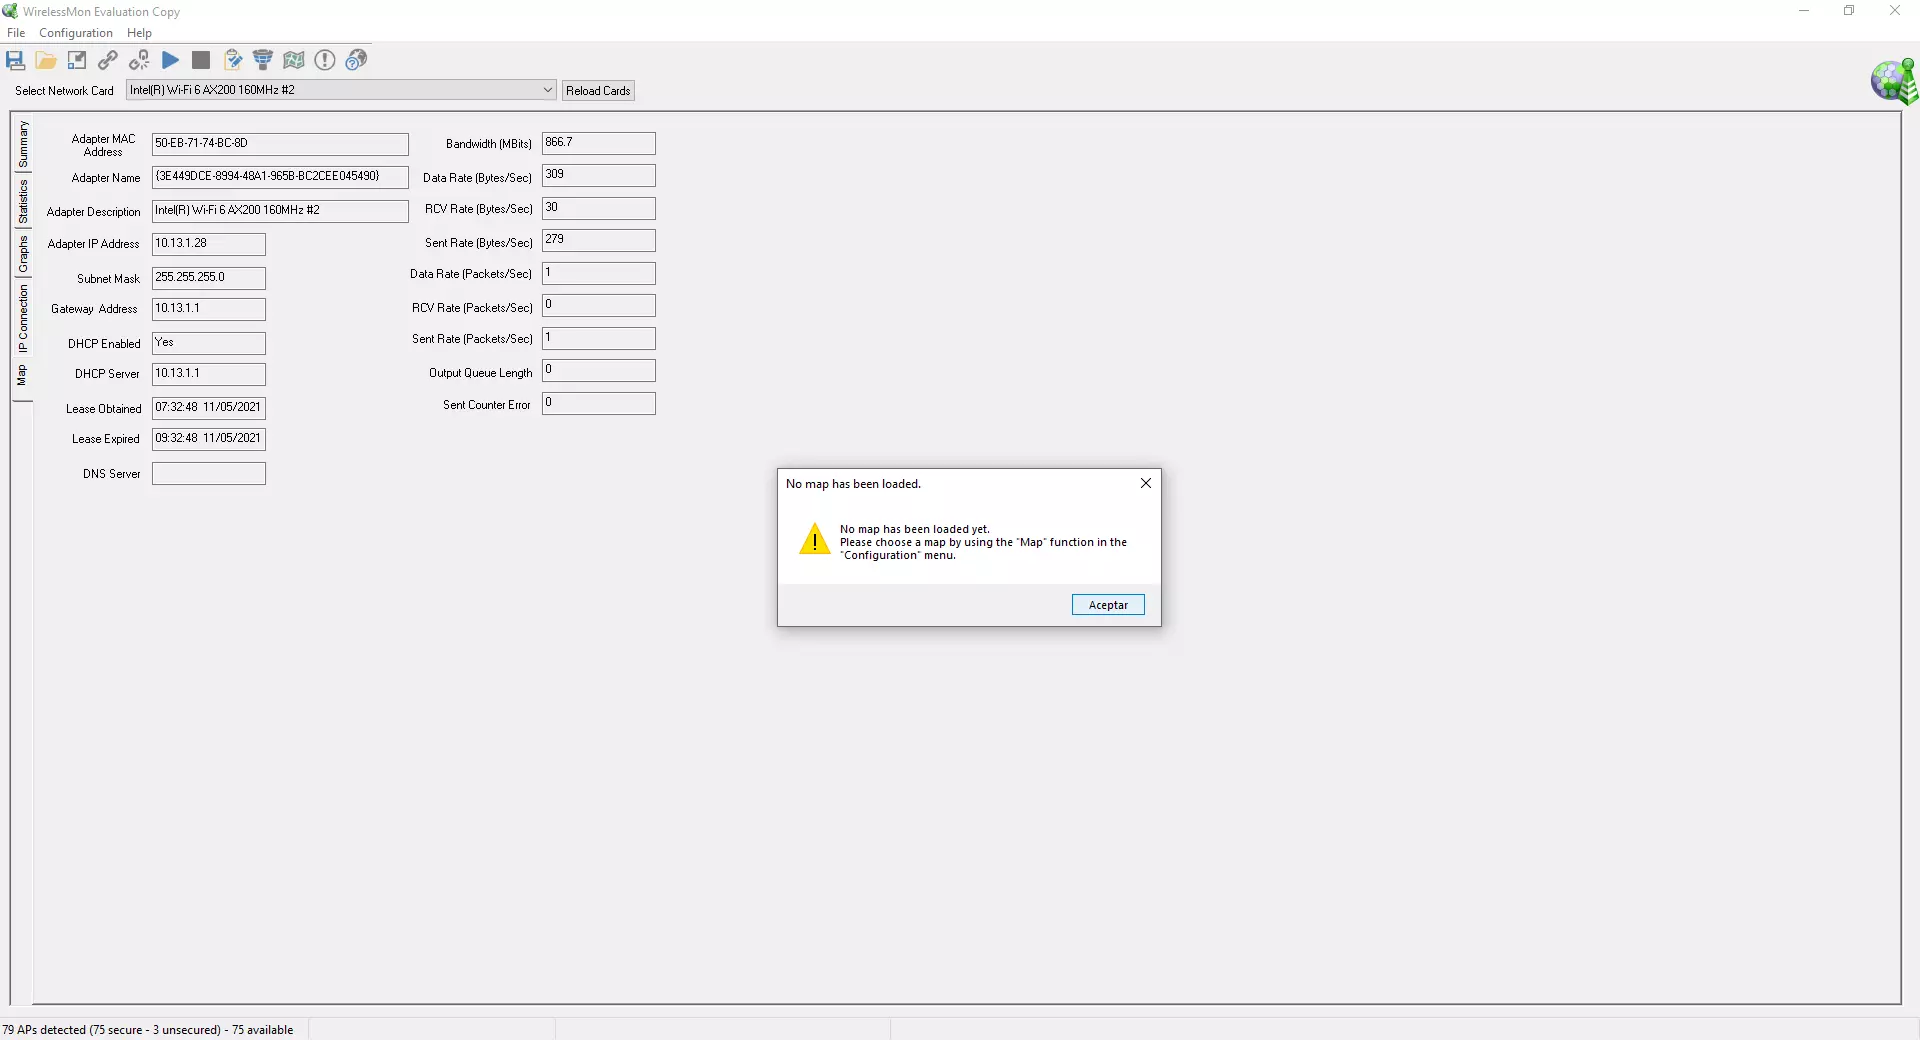 WirelessMon Evaluation Copy
File Configuration Help
Select Network Card Intel(R) Wi-Fi 6 AX200 160MHz #2 Reload Cards
Summary
Statistics
Graphs
IP Connection
Map
Adapter MAC Address 50-EB-71-74-BC-8D
Adapter Name {3E449DCE-8994-48A1-965B-BC2CEE045490}
Adapter Description Intel(R) Wi-Fi 6 AX200 160MHz #2
Adapter IP Address 10.13.1.28
Subnet Mask 255.255.255.0
Gateway Address 10.13.1.1
DHCP Enabled Yes
DHCP Server 10.13.1.1
Lease Obtained 07:32:48 11/05/2021
Lease Expired 09:32:48 11/05/2021
DNS Server
Bandwidth (MBits) 866.7
Data Rate (Bytes/Sec) 309
RCV Rate (Bytes/Sec) 30
Sent Rate (Bytes/Sec) 279
Data Rate (Packets/Sec) 1
RCV Rate (Packets/Sec) 0
Sent Rate (Packets/Sec) 1
Output Queue Length 0
Sent Counter Error 0
No map has been loaded.
No map has been loaded yet.
Please choose a map by using the "Map" function in the
"Configuration" menu.
Aceptar
79 APs detected (75 secure - 3 unsecured) - 75 available